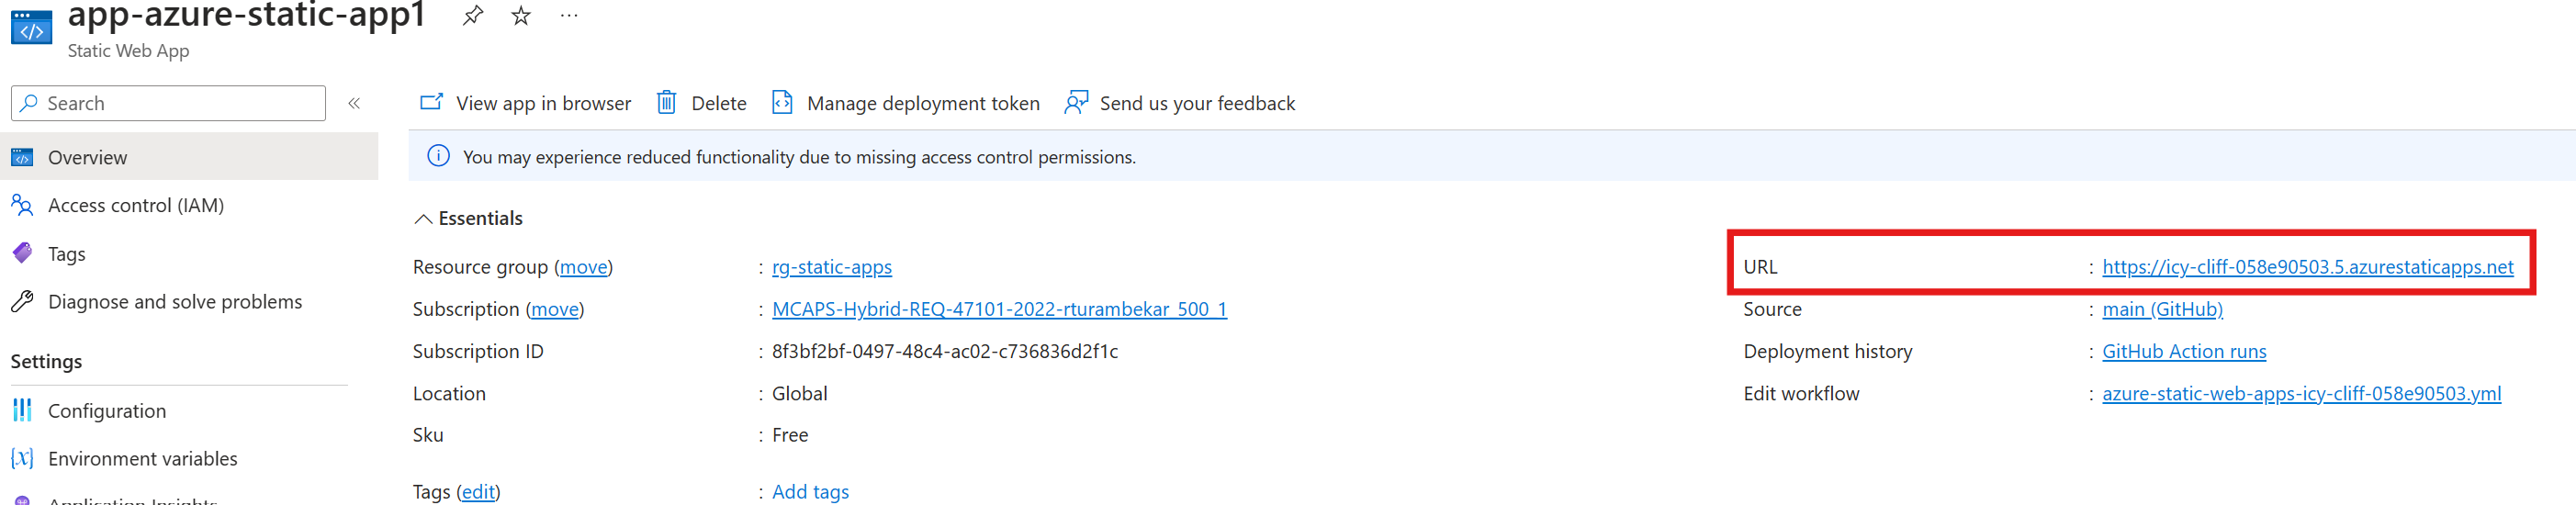 app-azure-static-app1
Static Web App
Search
View app in browser
Delete
Manage deployment token
Send us your feedback
Overview
Access control (IAM)
Tags
Diagnose and solve problems
Settings
Configuration
Environment variables
Application Insights
You may experience reduced functionality due to missing access control permissions.
Essentials
Resource group (move) : rg-static-apps
Subscription (move) : MCAPS-Hybrid-REQ-47101-2022-rturambekar_500_1
Subscription ID : 8f3bf2bf-0497-48c4-ac02-c736836d2f1c
Location : Global
Sku : Free
Tags (edit) : Add tags
URL : https://icy-cliff-058e90503.5.azurestaticapps.net
Source : main (GitHub)
Deployment history : GitHub Action runs
Edit workflow : azure-static-web-apps-icy-cliff-058e90503.yml